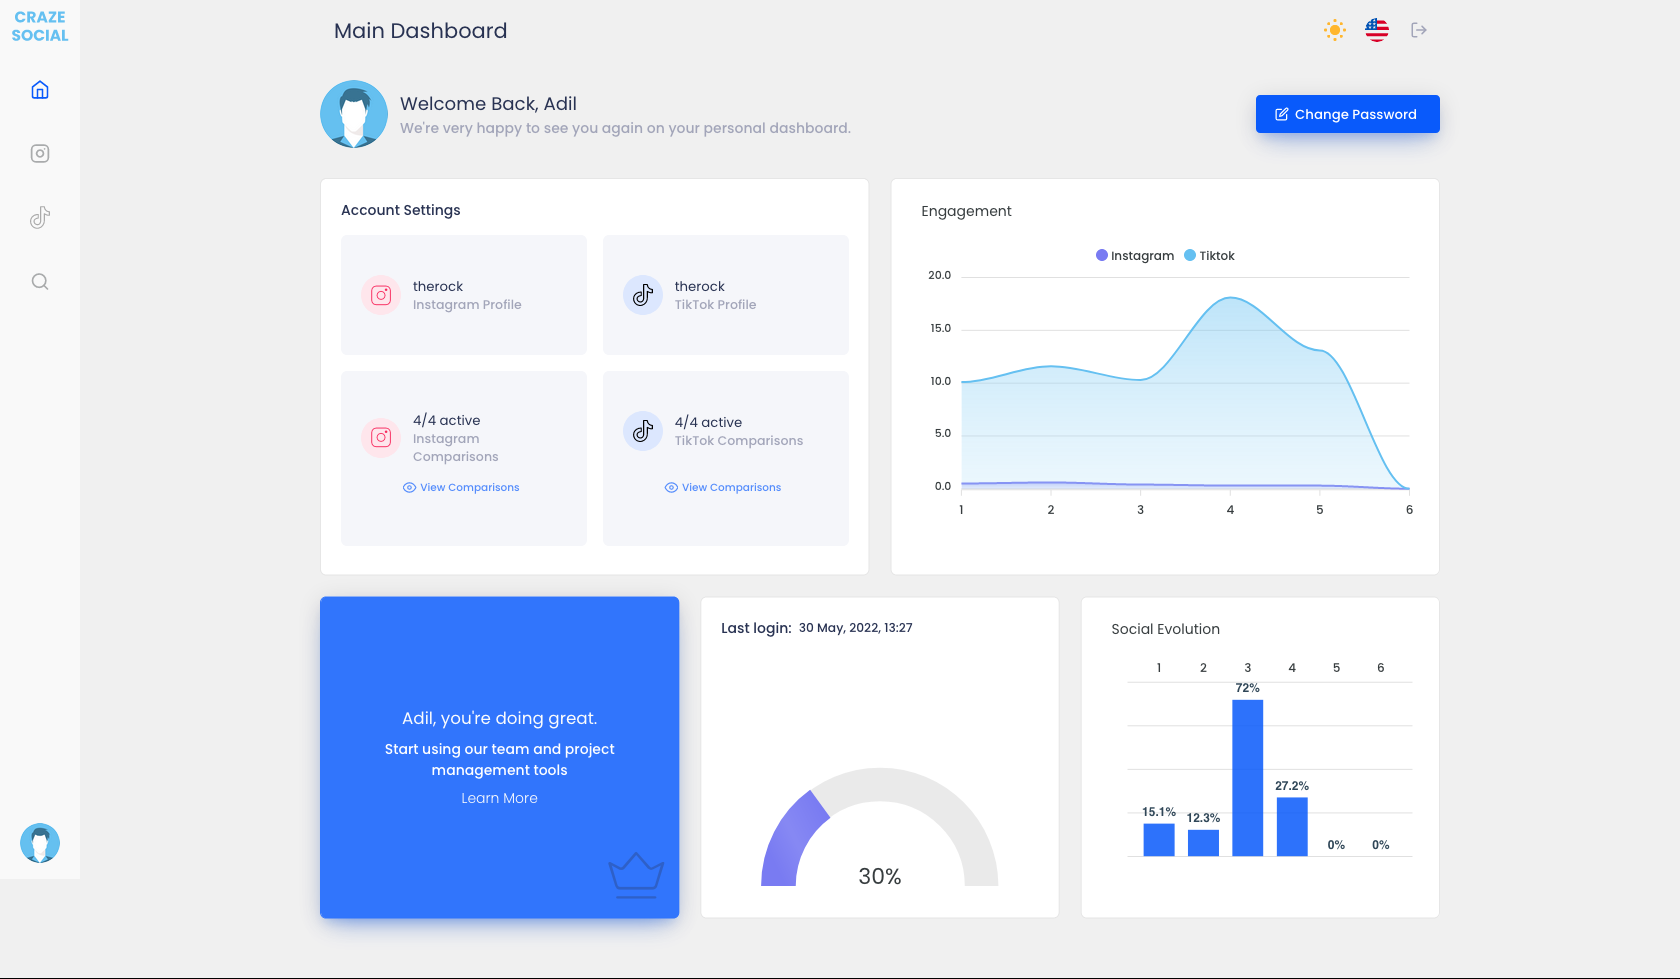 CRAZE
SOCIAL
Main Dashboard
Welcome Back, Adil
We're very happy to see you again on your personal dashboard.
Change Password
Account Settings
therock
Instagram Profile
therock
TikTok Profile
4/4 active
Instagram
Comparisons
View Comparisons
4/4 active
TikTok Comparisons
View Comparisons
Engagement
Instagram Tiktok
20.0
15.0
10.0
5.0
0.0
1 2 3 4 5 6
Adil, you're doing great.
Start using our team and project
management tools
Learn More
Last login: 30 May, 2022, 13:27
30%
Social Evolution
1 2 3 4 5 6
72%
27.2%
15.1%
12.3%
0% 0%